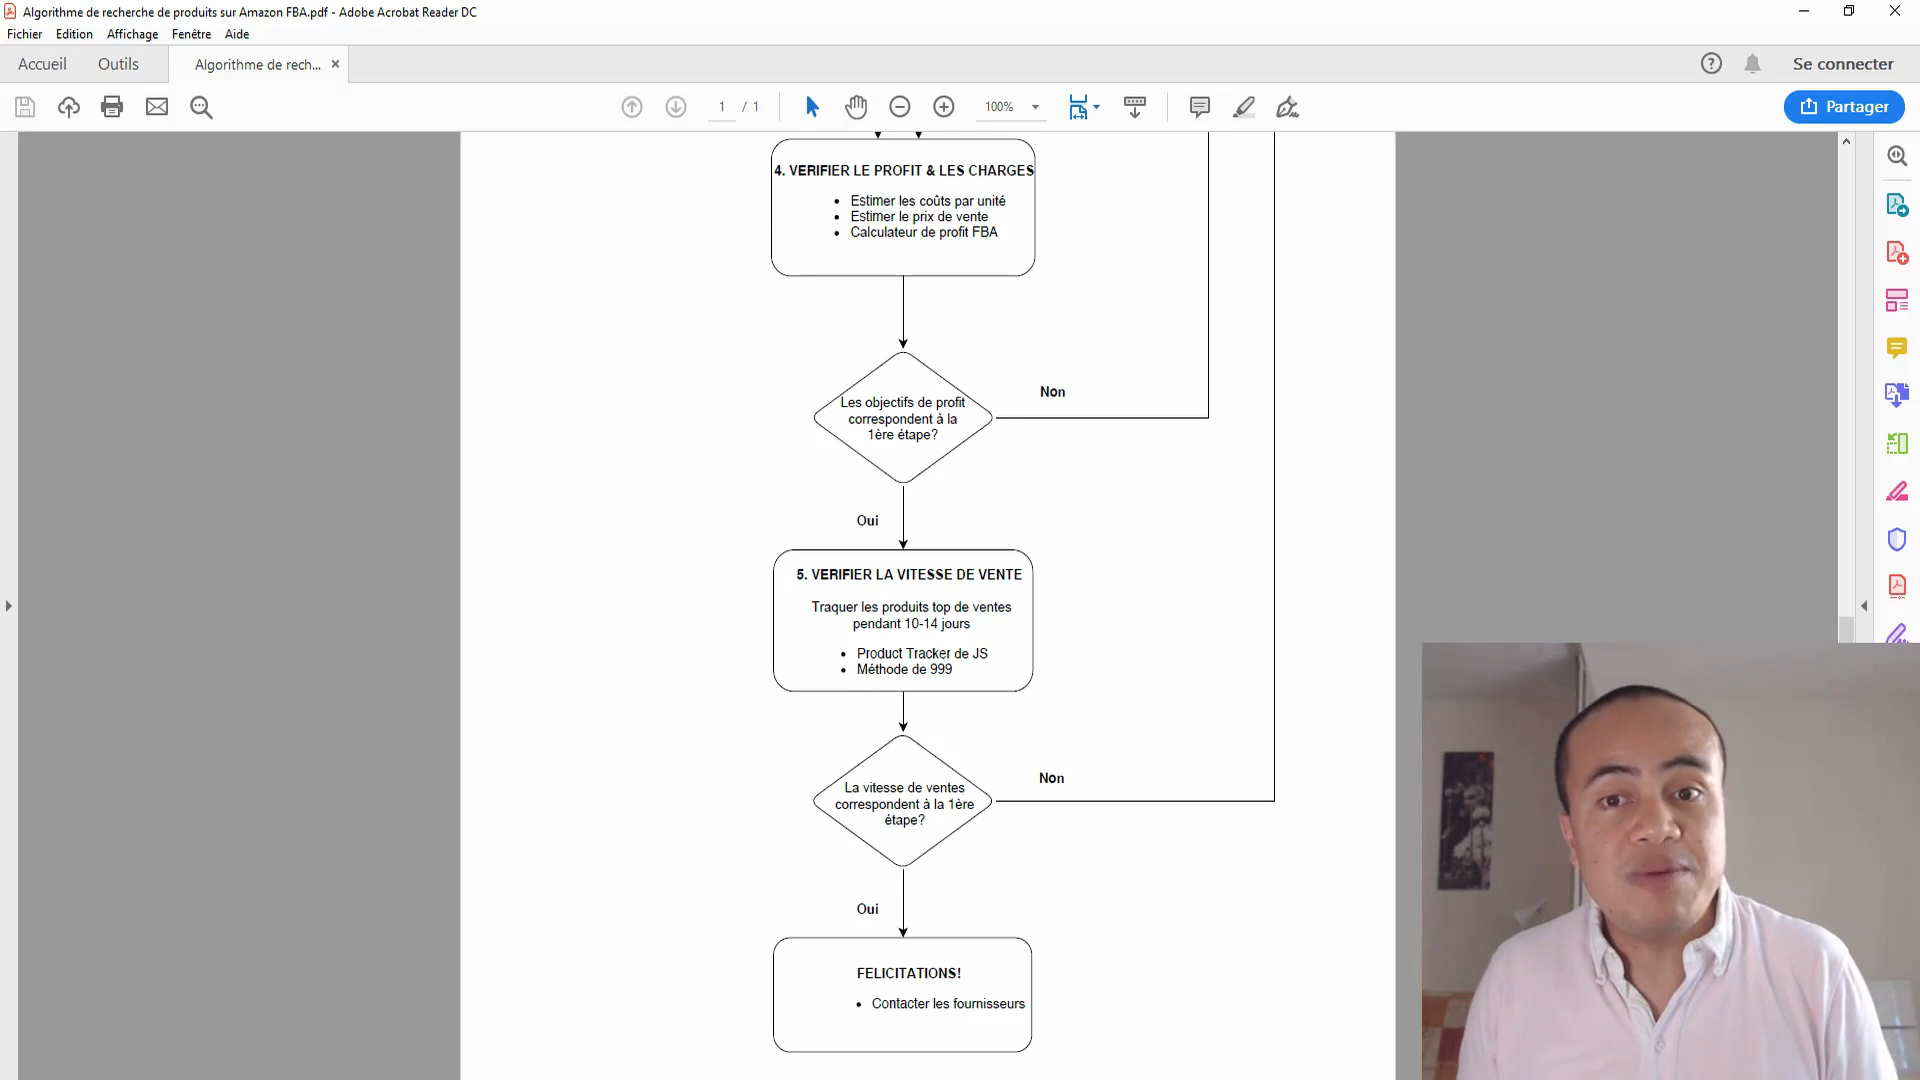 Algorithme de recherche de produits sur Amazon FBA.pdf - Adobe Acrobat Reader DC
Fichier Edition Affichage Fenêtre Aide
Accueil Outils Algorithme de rech... × Se connecter
1 / 1 100% Partager
4. VERIFIER LE PROFIT & LES CHARGES
• Estimer les coûts par unité
• Estimer le prix de vente
• Calculateur de profit FBA
Non
Les objectifs de profit
correspondent à la
1ère étape?
Oui
5. VERIFIER LA VITESSE DE VENTE
Traquer les produits top de ventes
pendant 10-14 jours
• Product Tracker de JS
• Méthode de 999
Non
La vitesse de ventes
correspondent à la 1ère
étape?
Oui
FELICITATIONS!
• Contacter les fournisseurs